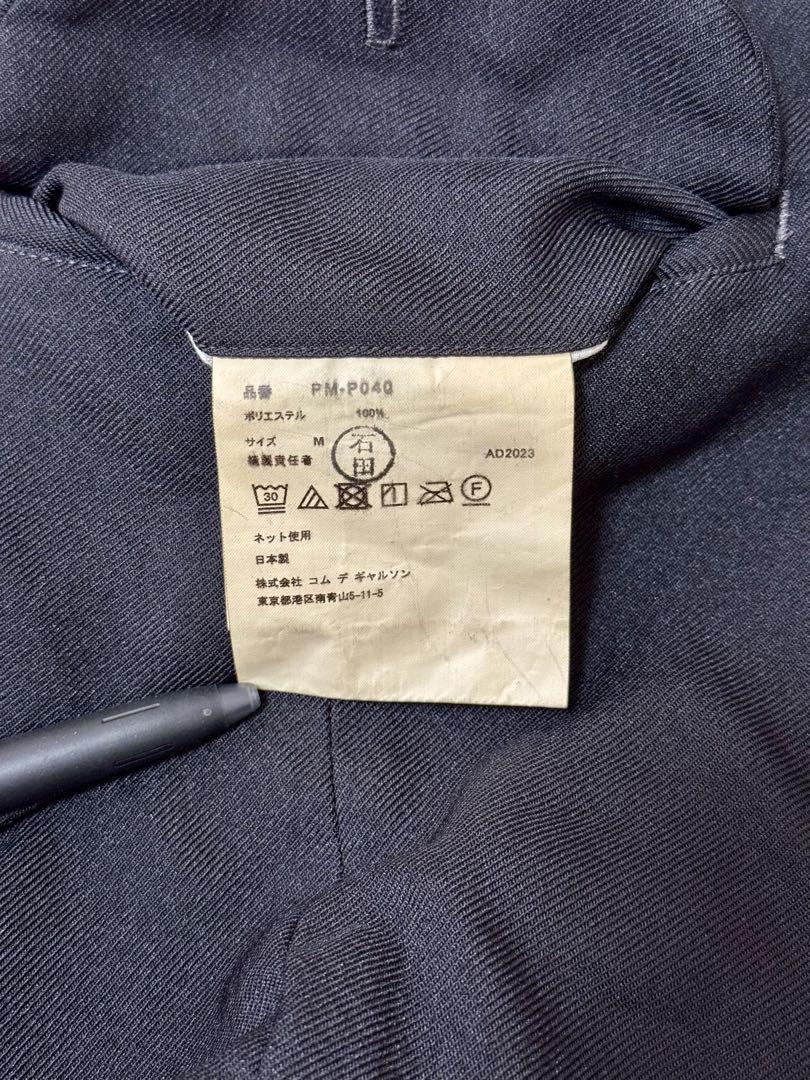 品番 PM-P040
ポリエステル 100%
サイズ M
縫製責任者 石田 AD2023
30 F
ネット使用
日本製
株式会社 コム デ ギャルソン
東京都港区南青山5-11-5